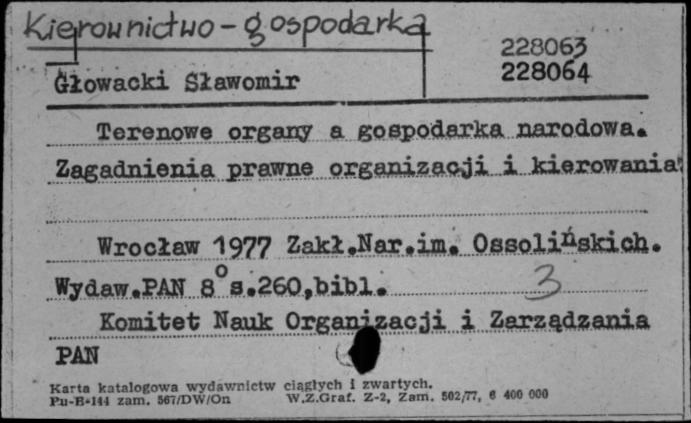 Kierownictwo - gospodarka
228063
Głowacki Sławomir
228064
Terenowe organy a gospodarka narodowa.
Zagadnienia prawne organizacji i kierowania.
Wrocław 1977 Zakł.Nar.im. Ossolińskich.
Wydaw.PAN 8° s.260,bibl.
3
Komitet Nauk Organizacji i Zarządzania
PAN
Karta katalogowa wydawnictw ciągłych i zwartych.
Pu-B-144 zam. 567/DW/On W.Z.Graf. Z-2, Zam. 502/77, 6 400 000